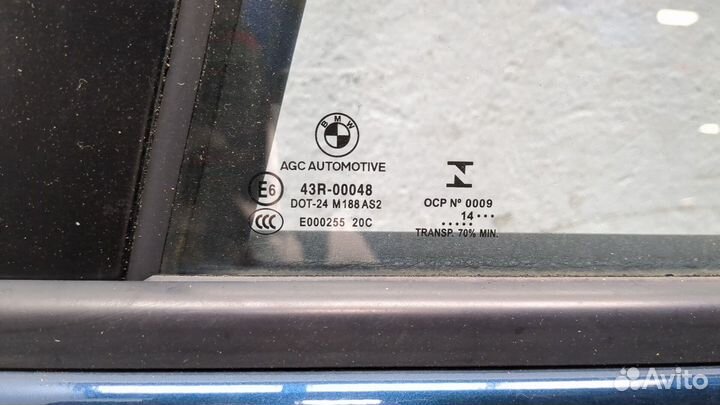 BMW
AGC AUTOMOTIVE
E6 43R-00048
DOT-24 M188 AS2
CCC E000255 20C
OCP Nº 0009
14...
.....
TRANSP. 70% MIN.
Avito